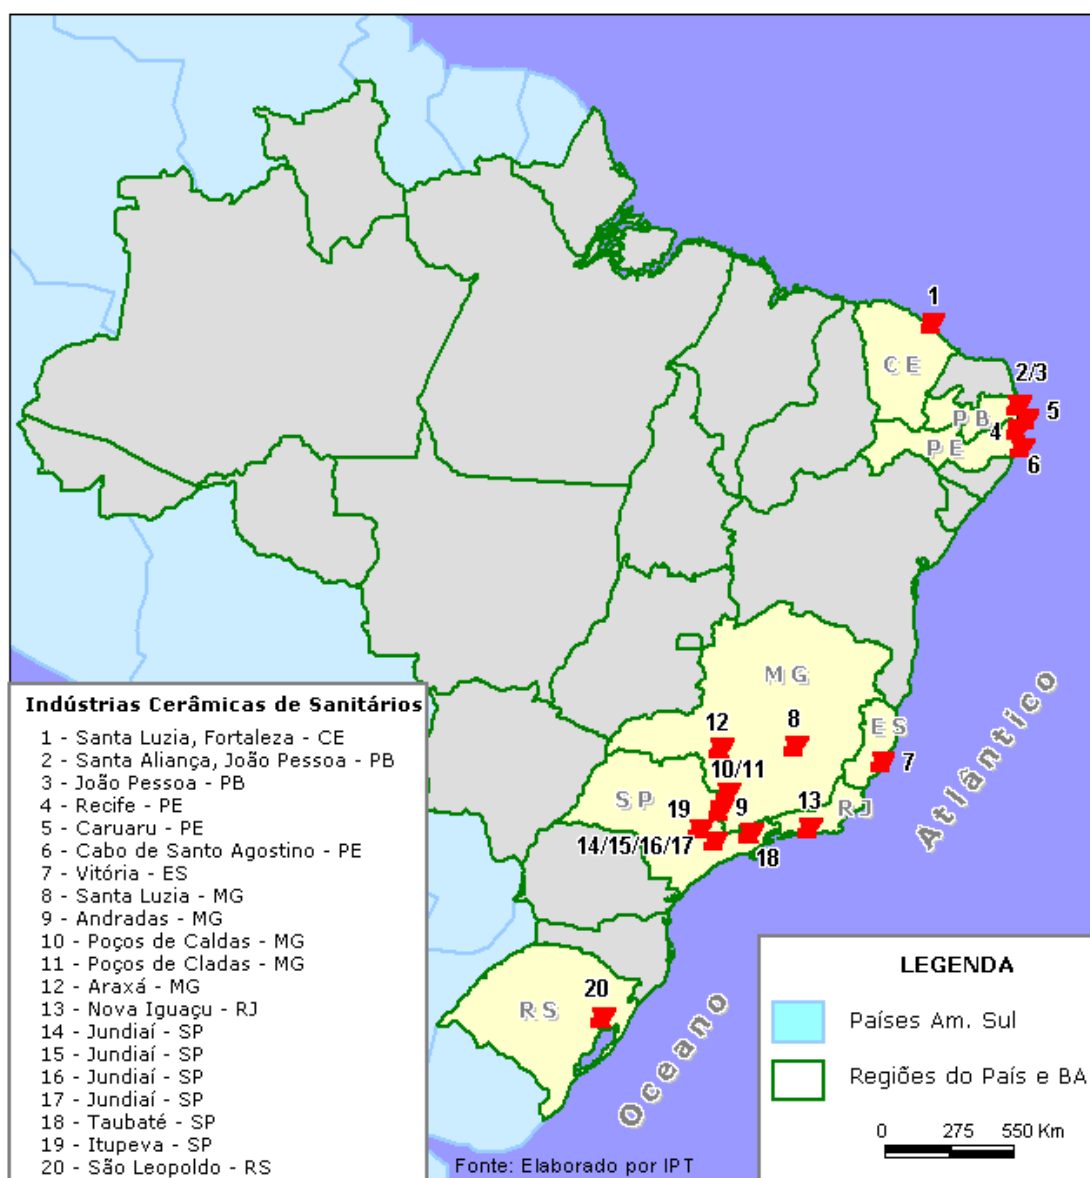 1
CE
2/3
PB
5
4
PE
6
MG
12
8
ES
7
10/11
SP
19
9
13
RJ
14/15/16/17
18
Atlântico
Oceano
RS
20
Indústrias Cerâmicas de Sanitários
1 - Santa Luzia, Fortaleza - CE
2 - Santa Aliança, João Pessoa - PB
3 - João Pessoa - PB
4 - Recife - PE
5 - Caruaru - PE
6 - Cabo de Santo Agostino - PE
7 - Vitória - ES
8 - Santa Luzia - MG
9 - Andradas - MG
10 - Poços de Caldas - MG
11 - Poços de Cladas - MG
12 - Araxá - MG
13 - Nova Iguaçu - RJ
14 - Jundiaí - SP
15 - Jundiaí - SP
16 - Jundiaí - SP
17 - Jundiaí - SP
18 - Taubaté - SP
19 - Itupeva - SP
20 - São Leopoldo - RS
Fonte: Elaborado por IPT
LEGENDA
Países Am. Sul
Regiões do País e BA
0 275 550 Km